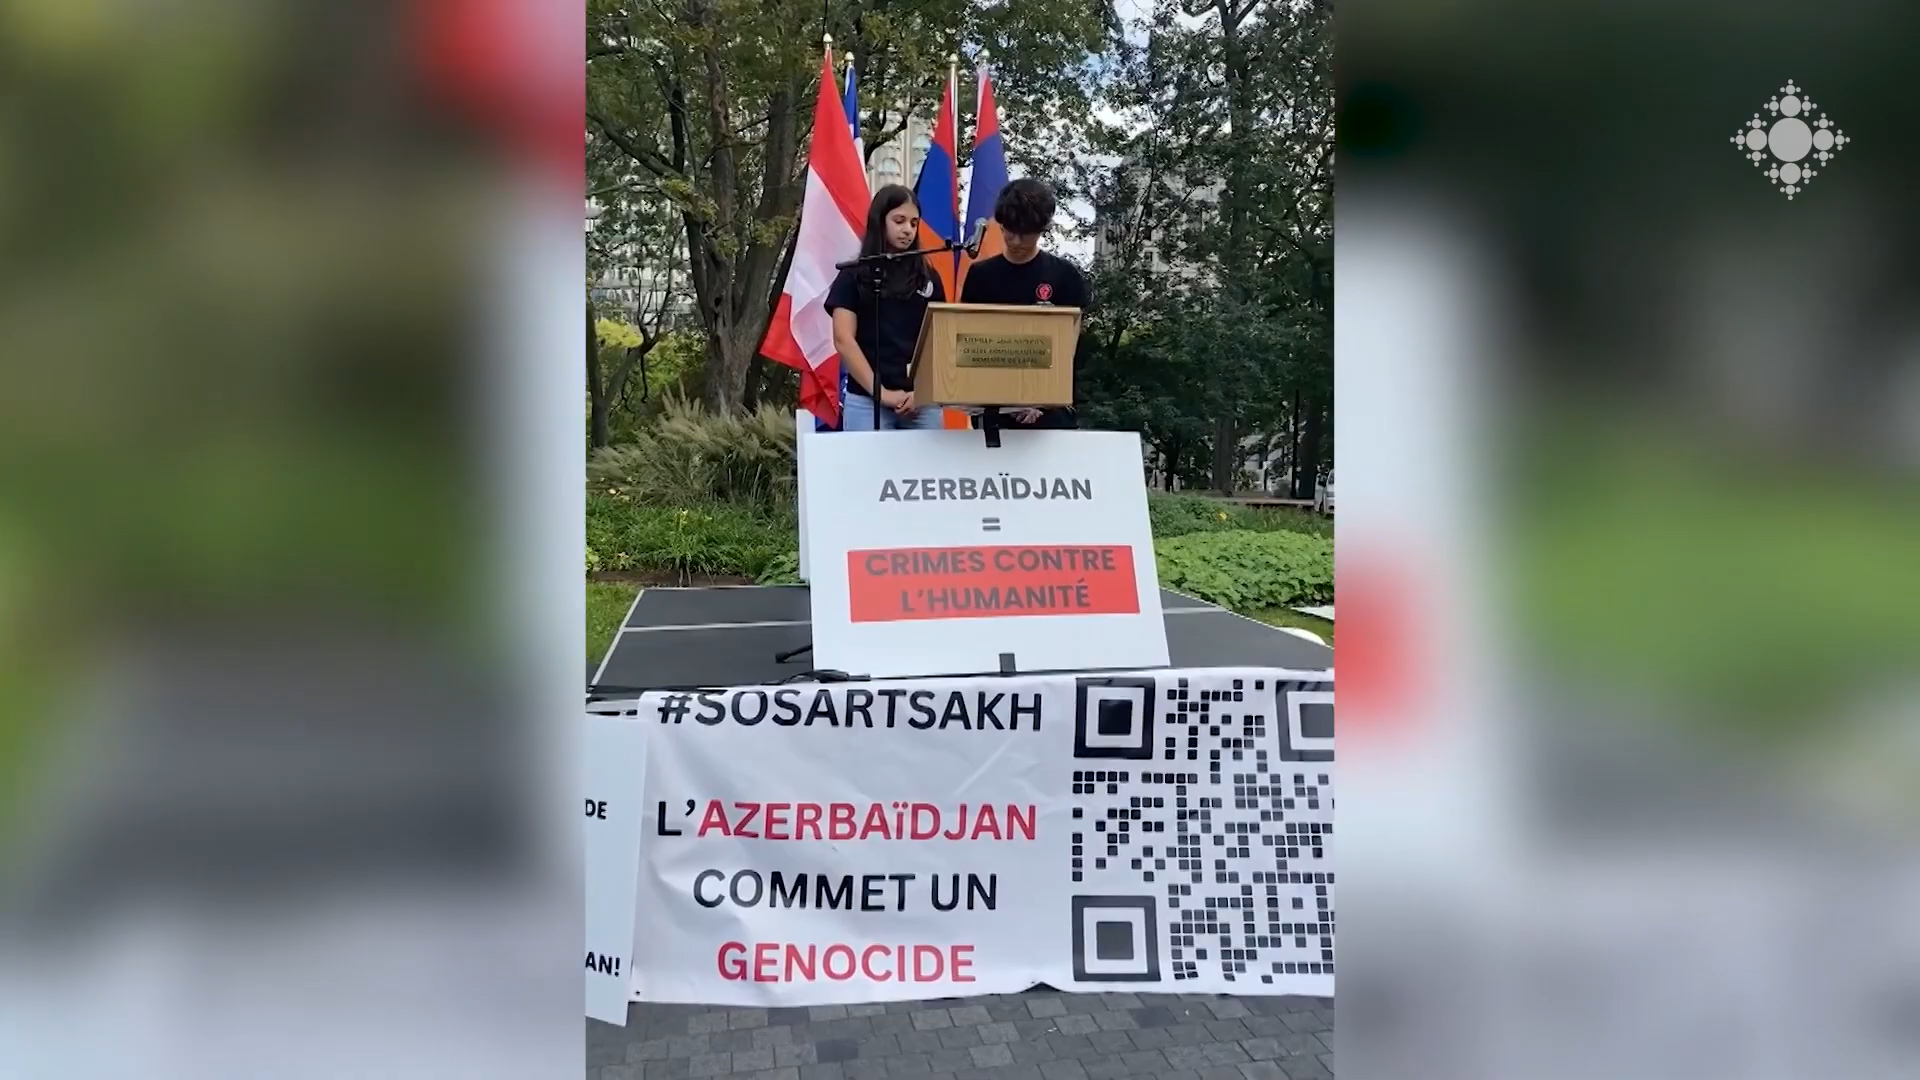 AZERBAÏDJAN
=
CRIMES CONTRE
L'HUMANITÉ
#SOSARTSAKH
L'AZERBAïDJAN
COMMET UN
GENOCIDE
DE
AN!